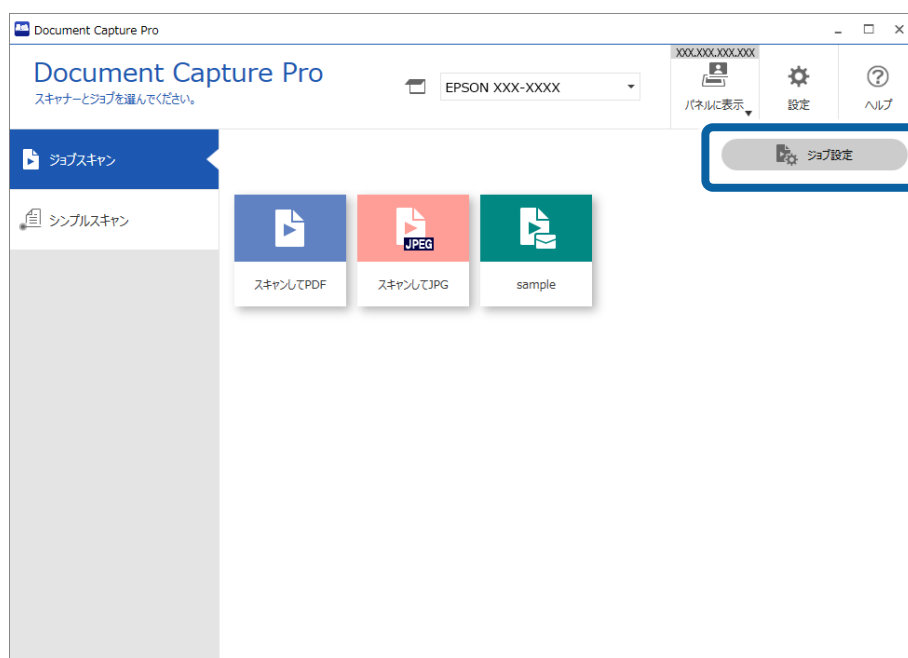 Document Capture Pro
Document Capture Pro
スキャナーとジョブを選んでください。
EPSON XXX-XXXX
XXX.XXX.XXX.XXX
パネルに表示
設定
ヘルプ
ジョブスキャン
ジョブ設定
シンプルスキャン
JPEG
スキャンしてPDF
スキャンしてJPG
sample